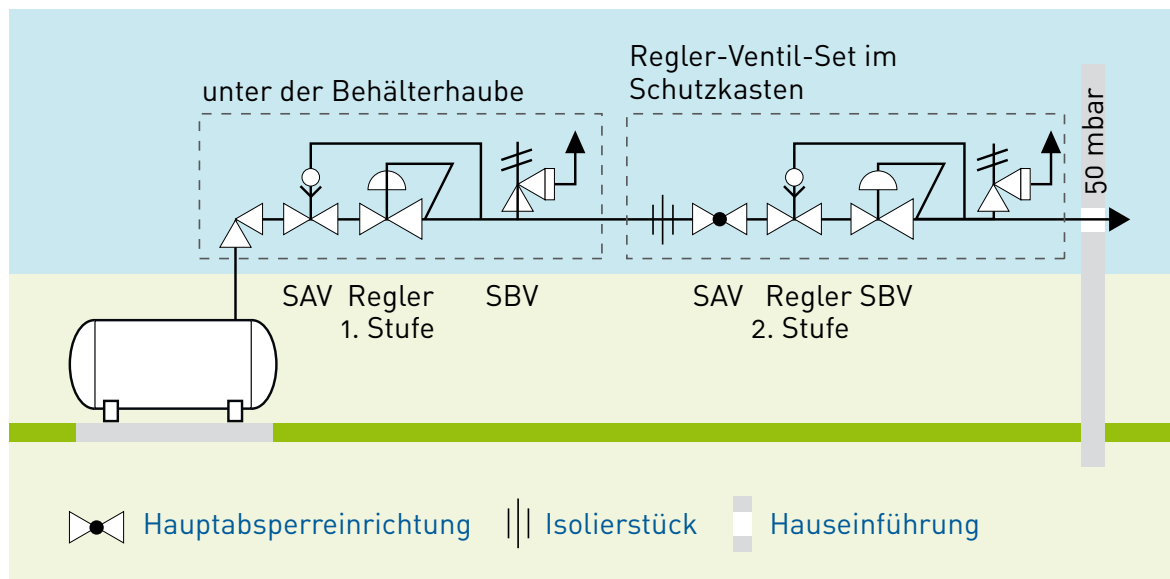 unter der Behälterhaube
Regler-Ventil-Set im
Schutzkasten
50 mbar
SAV Regler SBV
1. Stufe
SAV Regler SBV
2. Stufe
Hauptabsperreinrichtung
Isolierstück
Hauseinführung